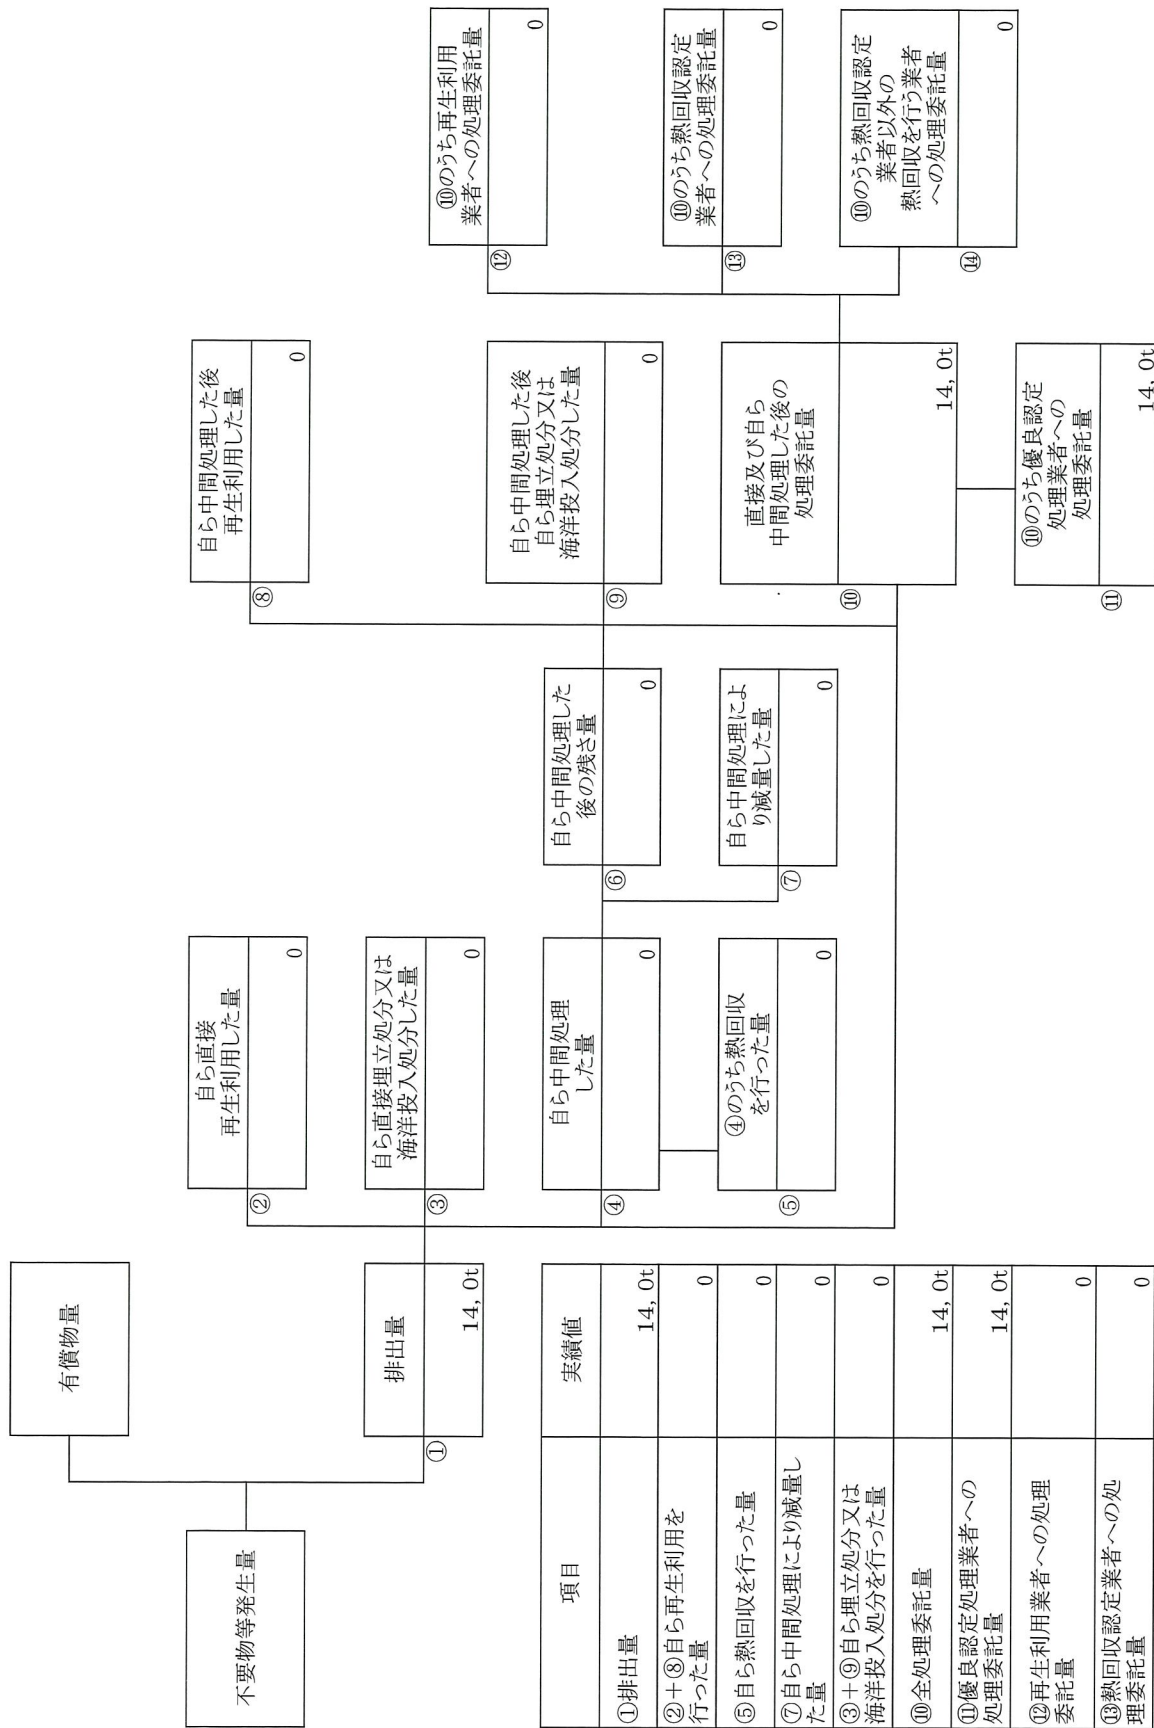 有償物量
不要物等発生量
①
排出量
14, 0t
②
自ら直接
再生利用した量
0
③
自ら直接埋立処分又は
海洋投入処分した量
0
④
自ら中間処理
した量
0
⑤
④のうち熱回収
を行った量
0
⑥
自ら中間処理した
後の残さ量
0
⑦
自ら中間処理によ
り減量した量
0
⑧
自ら中間処理した後
再生利用した量
0
⑨
自ら中間処理した後
自ら埋立処分又は
海洋投入処分した量
0
⑩
直接及び自ら
中間処理した後の
処理委託量
14, 0t
⑪
⑩のうち優良認定
処理業者への
処理委託量
14, 0t
⑫
⑩のうち再生利用
業者への処理委託量
0
⑬
⑩のうち熱回収認定
業者への処理委託量
0
⑭
⑩のうち熱回収認定
業者以外の
熱回収を行う業者
への処理委託量
0
項目 実績値
①排出量 14, 0t
②＋⑧自ら再生利用を
行った量 0
⑤自ら熱回収を行った量 0
⑦自ら中間処理により減量し
た量 0
③＋⑨自ら埋立処分又は
海洋投入処分を行った量 0
⑩全処理委託量 14, 0t
⑪優良認定処理業者への
処理委託量 14, 0t
⑫再生利用業者への処理
委託量 0
⑬熱回収認定業者への処
理委託量 0